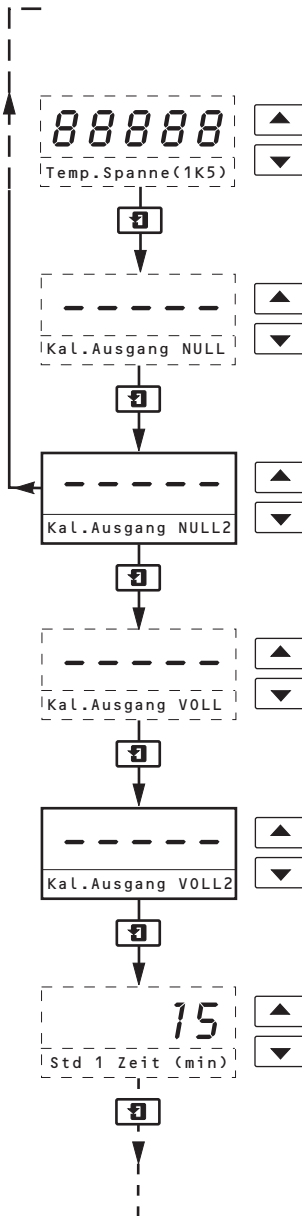 88888
Temp.Spanne(1K5)
-----
Kal.Ausgang NULL
-----
Kal.Ausgang NULL2
-----
Kal.Ausgang VOLL
-----
Kal.Ausgang VOLL2
15
Std 1 Zeit (min)